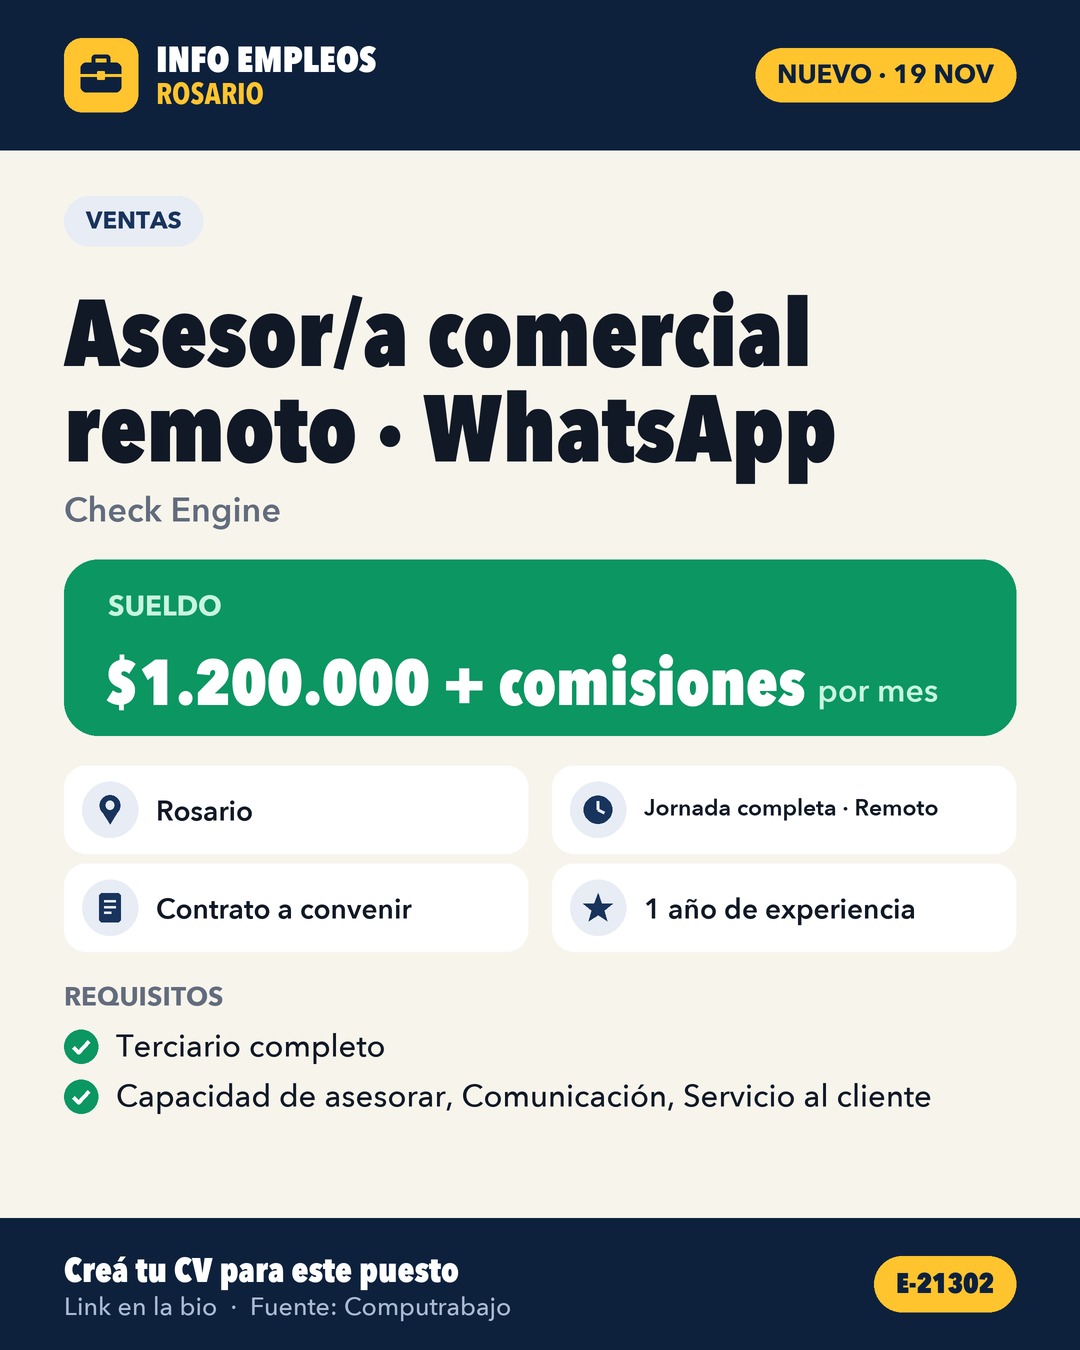 INFO EMPLEOS
ROSARIO
NUEVO · 19 NOV
VENTAS
Asesor/a comercial
remoto · WhatsApp
Check Engine
SUELDO
$1.200.000 + comisiones por mes
Rosario
Jornada completa · Remoto
Contrato a convenir
1 año de experiencia
REQUISITOS
Terciario completo
Capacidad de asesorar, Comunicación, Servicio al cliente
Creá tu CV para este puesto
Link en la bio · Fuente: Computrabajo
E-21302